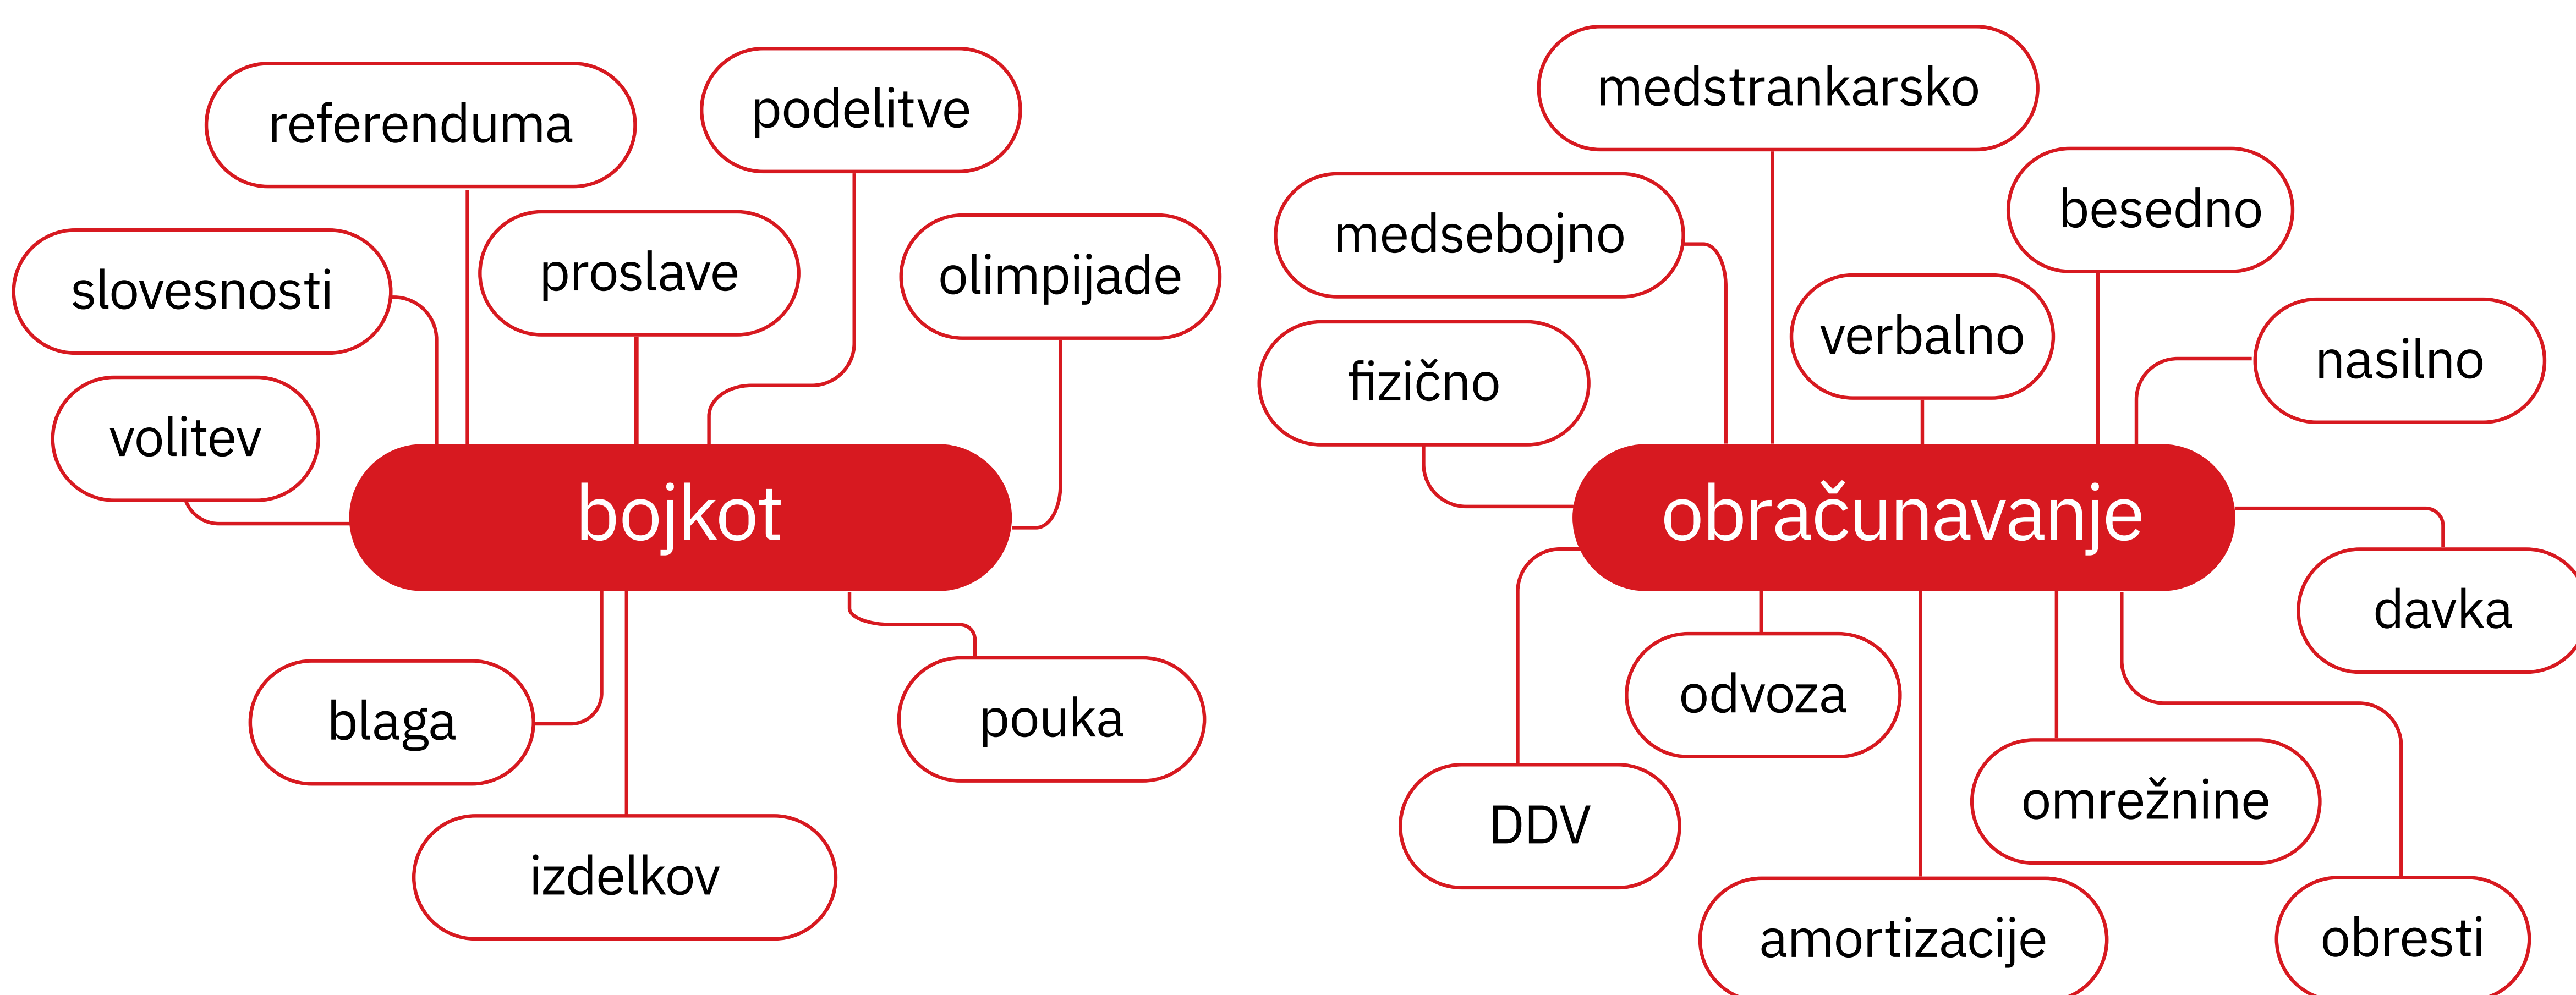 referenduma
podelitve
slovesnosti
proslave
olimpijade
volitev
bojkot
blaga
pouka
izdelkov
medstrankarsko
medsebojno
besedno
fizično
verbalno
nasilno
obračunavanje
davka
odvoza
DDV
omrežnine
amortizacije
obresti